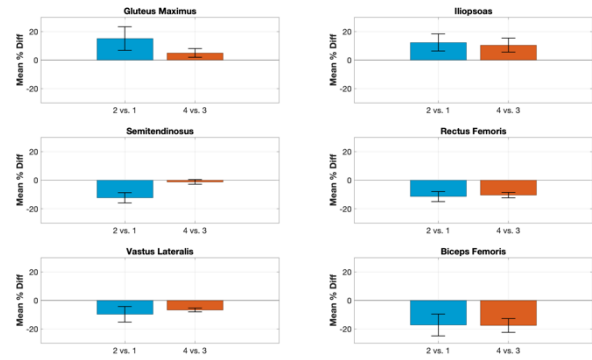 Gluteus Maximus
Mean % Diff
20
0
-20
2 vs. 1
4 vs. 3
Iliopsoas
Mean % Diff
20
0
-20
2 vs. 1
4 vs. 3
Semitendinosus
Mean % Diff
20
0
-20
2 vs. 1
4 vs. 3
Rectus Femoris
Mean % Diff
20
0
-20
2 vs. 1
4 vs. 3
Vastus Lateralis
Mean % Diff
20
0
-20
2 vs. 1
4 vs. 3
Biceps Femoris
Mean % Diff
20
0
-20
2 vs. 1
4 vs. 3